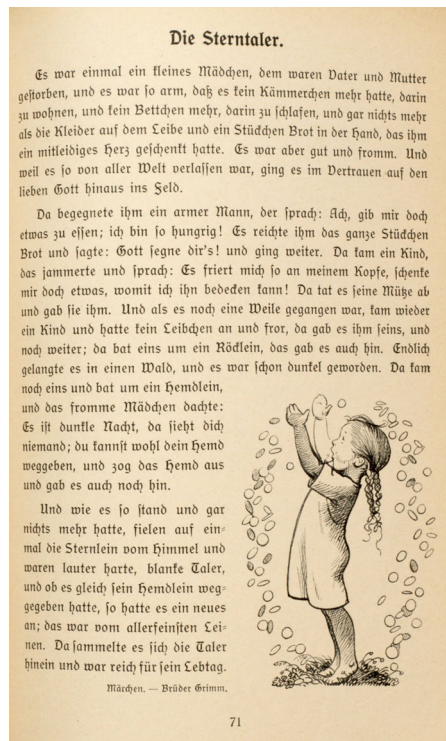 Die Sterntaler.
Es war einmal ein kleines Mädchen, dem waren Vater und Mutter
gestorben, und es war so arm, daß es kein Kämmerchen mehr hatte, darin
zu wohnen, und kein Bettchen mehr, darin zu schlafen, und gar nichts mehr
als die Kleider auf dem Leibe und ein Stückchen Brot in der Hand, das ihm
ein mitleidiges Herz geschenkt hatte. Es war aber gut und fromm. Und
weil es so von aller Welt verlassen war, ging es im Vertrauen auf den
lieben Gott hinaus ins Feld.
Da begegnete ihm ein armer Mann, der sprach: Ach, gib mir doch
etwas zu essen; ich bin so hungrig! Es reichte ihm das ganze Stückchen
Brot und sagte: Gott segne dir's! und ging weiter. Da kam ein Kind,
das jammerte und sprach: Es friert mich so an meinem Kopfe, schenke
mir doch etwas, womit ich ihn bedecken kann! Da tat es seine Mütze ab
und gab sie ihm. Und als es noch eine Weile gegangen war, kam wieder
ein Kind und hatte kein Leibchen an und fror, da gab es ihm seins, und
noch weiter; da bat eins um ein Röcklein, das gab es auch hin. Endlich
gelangte es in einen Wald, und es war schon dunkel geworden. Da kam
noch eins und bat um ein Hemdlein,
und das fromme Mädchen dachte:
Es ist dunkle Nacht, da sieht dich
niemand; du kannst wohl dein Hemd
weggeben, und zog das Hemd aus
und gab es auch noch hin.
Und wie es so stand und gar
nichts mehr hatte, fielen auf ein-
mal die Sternlein vom Himmel und
waren lauter harte, blanke Taler,
und ob es gleich sein Hemdlein weg-
gegeben hatte, so hatte es ein neues
an; das war vom allerfeinsten Lei-
nen. Da sammelte es sich die Taler
hinein und war reich für sein Lebtag.
Märchen. — Brüder Grimm.
71